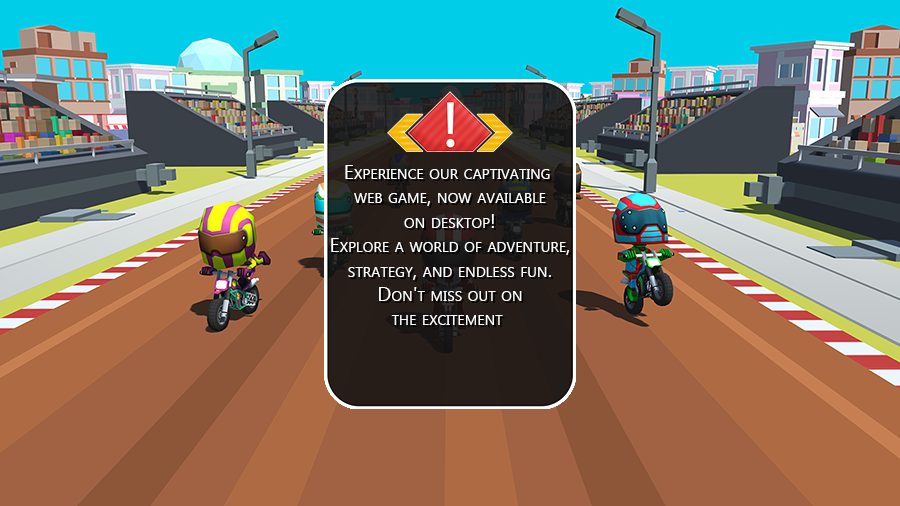 !
Experience our captivating
web game, now available
on desktop!
Explore a world of adventure,
strategy, and endless fun.
Don't miss out on
the excitement